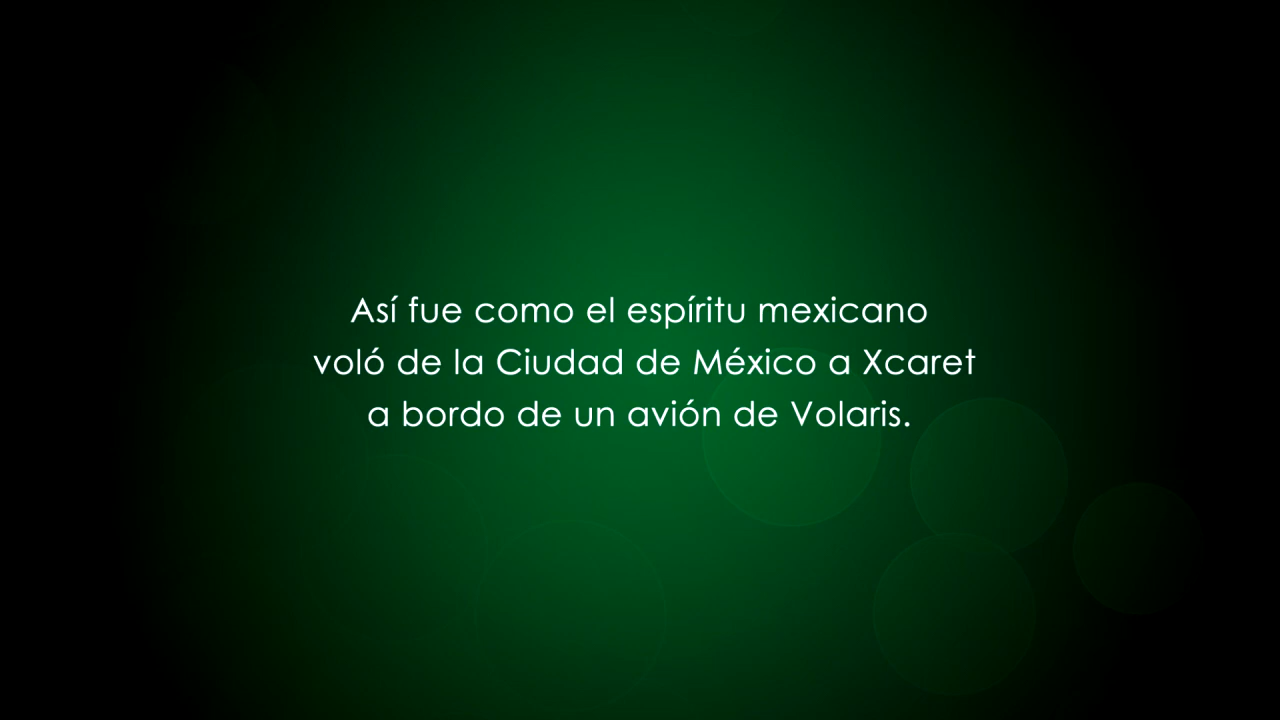 Así fue como el espíritu mexicano
voló de la Ciudad de México a Xcaret
a bordo de un avión de Volaris.